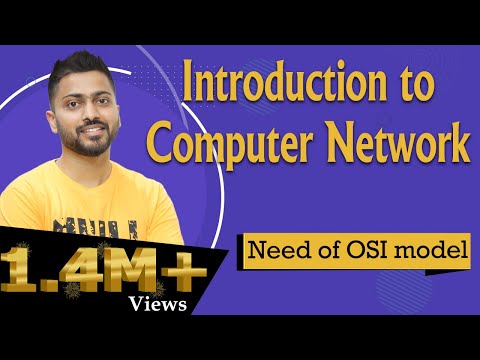 Introduction to
Computer Network
Need of OSI model
1.4M+
Views